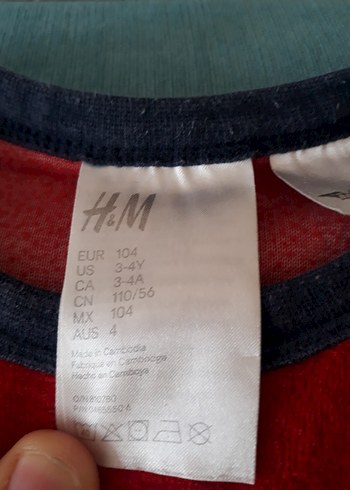 H&M
EUR 104
US 3-4Y
CA 3-4A
CN 110/56
MX 104
AUS 4
Made in Cambodia
Fabriqué en Cambodge
Hecho en Camboya